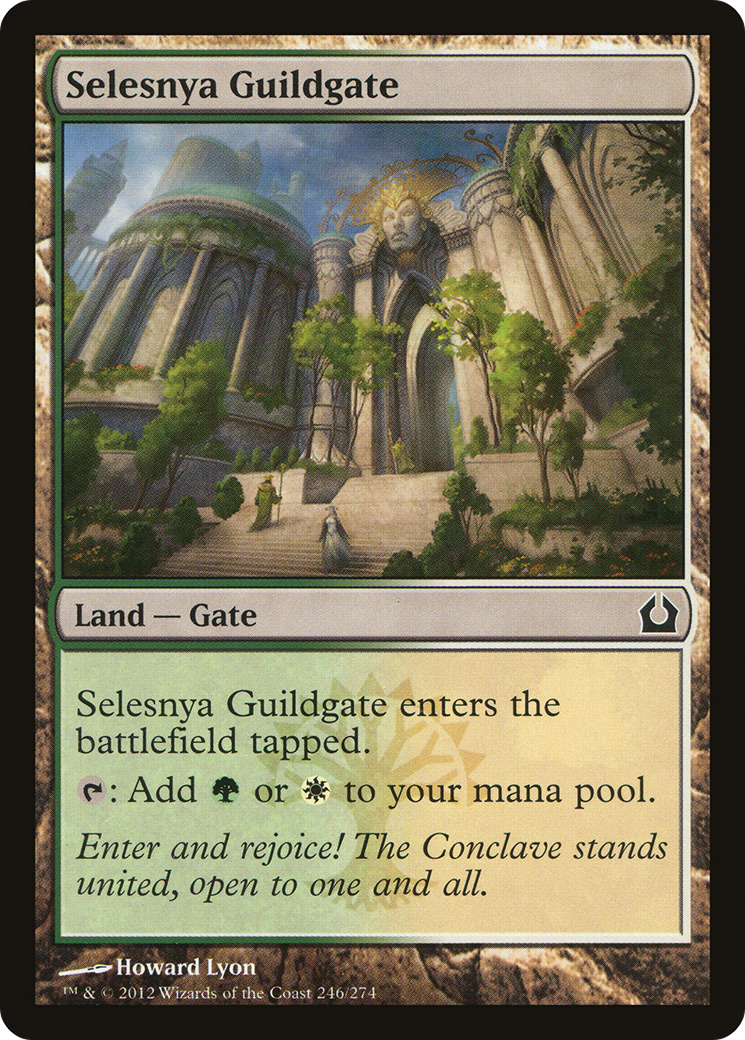 Selesnya Guildgate
Land — Gate
Selesnya Guildgate enters the
battlefield tapped.
: Add or to your mana pool.
Enter and rejoice! The Conclave stands
united, open to one and all.
Howard Lyon
™ & © 2012 Wizards of the Coast 246/274